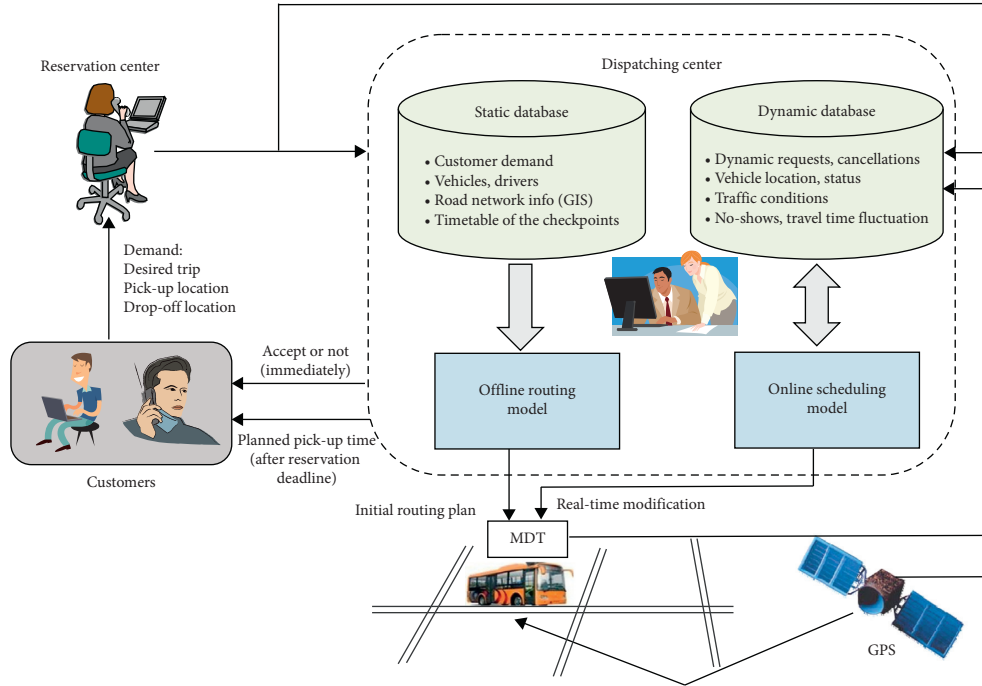 Reservation center
Dispatching center
Static database
• Customer demand
• Vehicles, drivers
• Road network info (GIS)
• Timetable of the checkpoints
Dynamic database
• Dynamic requests, cancellations
• Vehicle location, status
• Traffic conditions
• No-shows, travel time fluctuation
Demand:
Desired trip
Pick-up location
Drop-off location
Accept or not
(immediately)
Planned pick-up time
(after reservation
deadline)
Customers
Offline routing
model
Online scheduling
model
Initial routing plan
Real-time modification
MDT
GPS